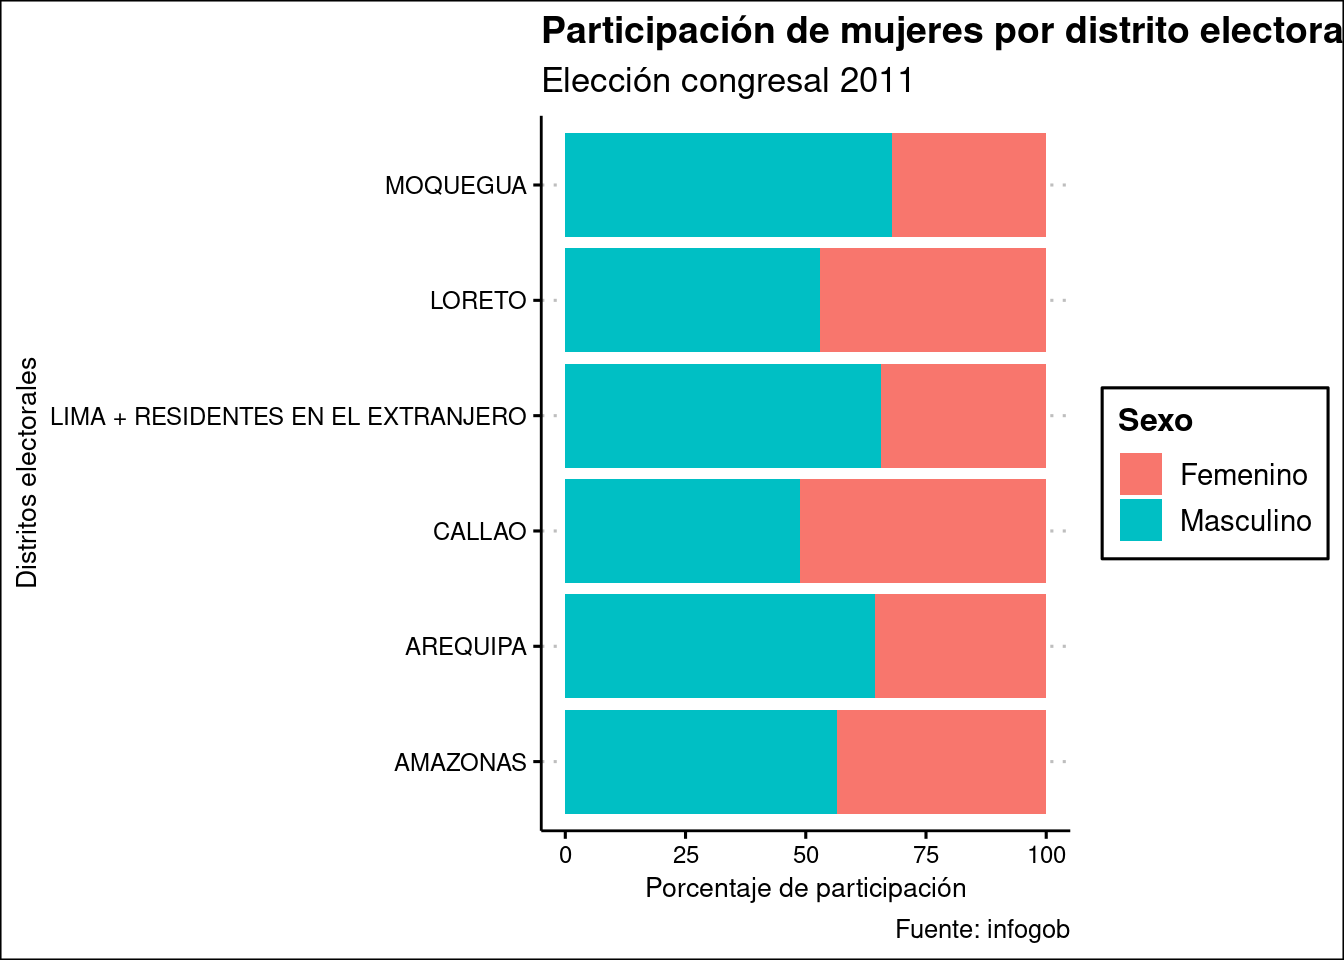 Participación de mujeres por distrito electora
Elección congresal 2011
MOQUEGUA
LORETO
LIMA + RESIDENTES EN EL EXTRANJERO
CALLAO
AREQUIPA
AMAZONAS
Distritos electorales
0 25 50 75 100
Porcentaje de participación
Fuente: infogob
Sexo
Femenino
Masculino